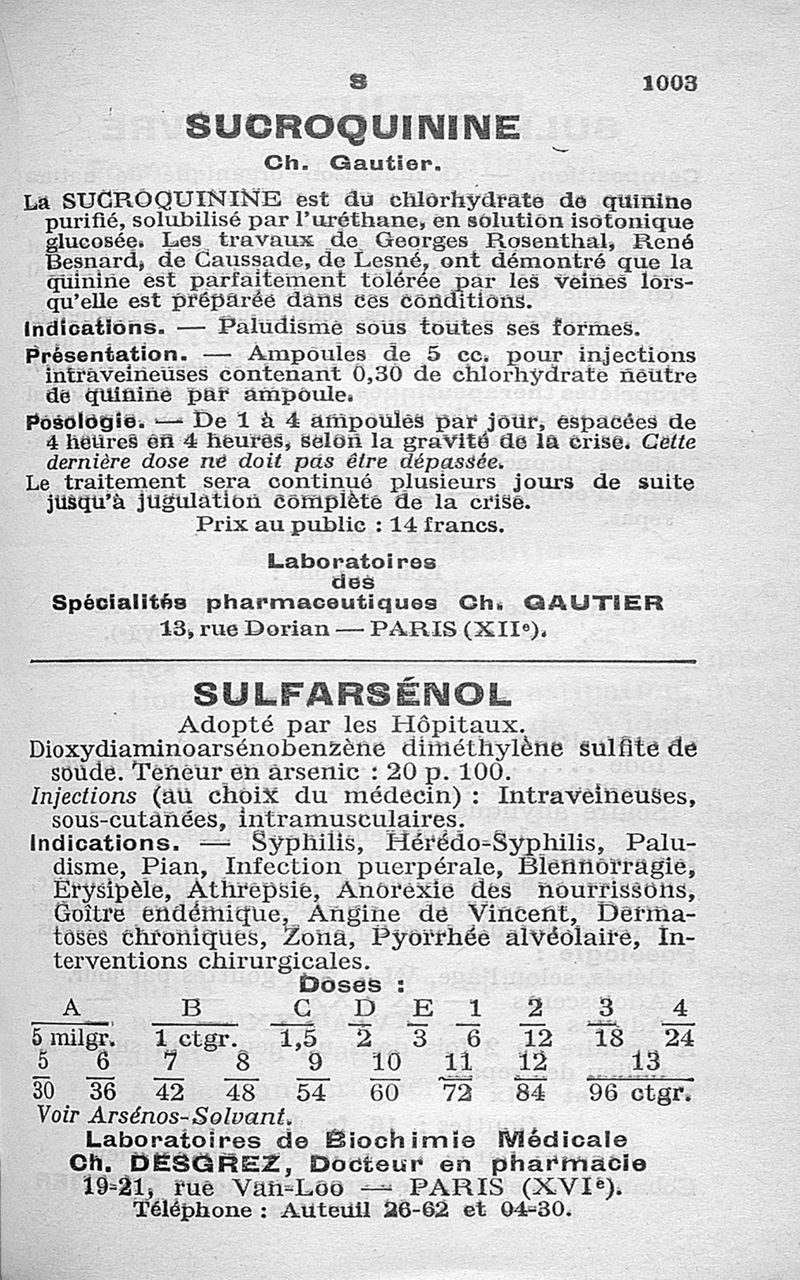 S 1003
SUCROQUININE
Ch. Gautier.
La SUCROQUININE est du chlorhydrate de quinine
purifié, solubilisé par l'uréthane, en solution isotonique
glucosée. Les travaux de Georges Rosenthal, René
Besnard, de Caussade, de Lesné, ont démontré que la
quinine est parfaitement tolérée par les veines lors-
qu'elle est préparée dans ces conditions.
Indications. — Paludisme sous toutes ses formes.
Présentation. — Ampoules de 5 cc. pour injections
intraveineuses contenant 0,30 de chlorhydrate neutre
de quinine par ampoule.
Posologie. — De 1 à 4 ampoules par jour, espacées de
4 heures en 4 heures, selon la gravité de la crise. Cette
dernière dose ne doit pas être dépassée.
Le traitement sera continué plusieurs jours de suite
jusqu'à jugulation complète de la crise.
Prix au public : 14 francs.
Laboratoires
des
Spécialités pharmaceutiques Ch. GAUTIER
13, rue Dorian — PARIS (XIIe).
SULFARSÉNOL
Adopté par les Hôpitaux.
Dioxydiaminoarsénobenzène diméthylène sulfite de
soude. Teneur en arsenic : 20 p. 100.
Injections (au choix du médecin) : Intraveineuses,
sous-cutanées, intramusculaires.
Indications. — Syphilis, Hérédo-Syphilis, Palu-
disme, Pian, Infection puerpérale, Blennorragie,
Erysipèle, Athrepsie, Anorexie des nourrissons,
Goître endémique, Angine de Vincent, Derma-
toses chroniques, Zona, Pyorrhée alvéolaire, In-
terventions chirurgicales.
Doses :
A B C D E 1 2 3 4
5 milgr. 1 ctgr. 1,5 2 3 6 12 18 24
5 6 7 8 9 10 11 12 13
30 36 42 48 54 60 72 84 96 ctgr.
Voir Arsénos-Solvant.
Laboratoires de Biochimie Médicale
Ch. DESGREZ, Docteur en pharmacie
19-21, rue Van-Loo — PARIS (XVIe).
Téléphone : Auteuil 26-62 et 04-30.